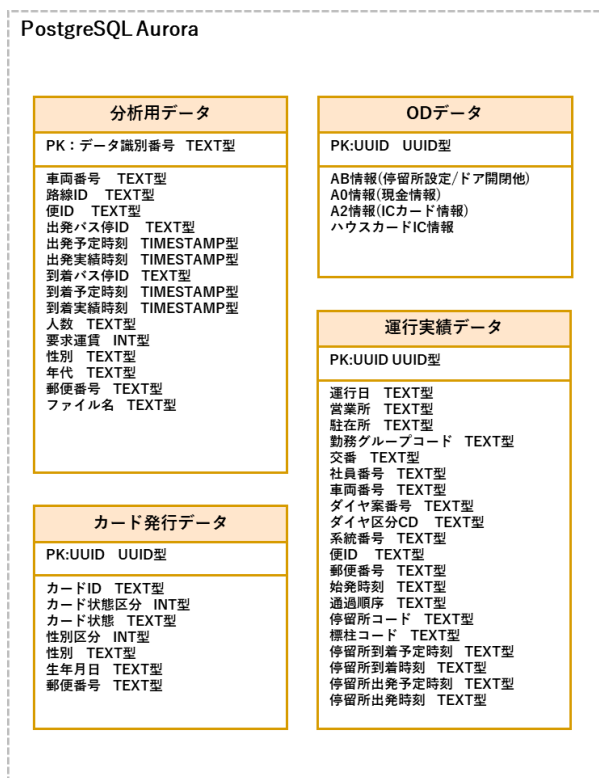 PostgreSQL Aurora
分析用データ
PK：データ識別番号 TEXT型
車両番号 TEXT型
路線ID TEXT型
便ID TEXT型
出発バス停ID TEXT型
出発予定時刻 TIMESTAMP型
出発実績時刻 TIMESTAMP型
到着バス停ID TEXT型
到着予定時刻 TIMESTAMP型
到着実績時刻 TIMESTAMP型
人数 TEXT型
要求運賃 INT型
性別 TEXT型
年代 TEXT型
郵便番号 TEXT型
ファイル名 TEXT型
ODデータ
PK:UUID UUID型
AB情報(停留所設定/ドア開閉他)
A0情報(現金情報)
A2情報(ICカード情報)
ハウスカードIC情報
カード発行データ
PK:UUID UUID型
カードID TEXT型
カード状態区分 INT型
カード状態 TEXT型
性別区分 INT型
性別 TEXT型
生年月日 TEXT型
郵便番号 TEXT型
運行実績データ
PK:UUID UUID型
運行日 TEXT型
営業所 TEXT型
駐在所 TEXT型
勤務グループコード TEXT型
交番 TEXT型
社員番号 TEXT型
車両番号 TEXT型
ダイヤ案番号 TEXT型
ダイヤ区分CD TEXT型
系統番号 TEXT型
便ID TEXT型
郵便番号 TEXT型
始発時刻 TEXT型
通過順序 TEXT型
停留所コード TEXT型
標柱コード TEXT型
停留所到着予定時刻 TEXT型
停留所到着時刻 TEXT型
停留所出発予定時刻 TEXT型
停留所出発時刻 TEXT型